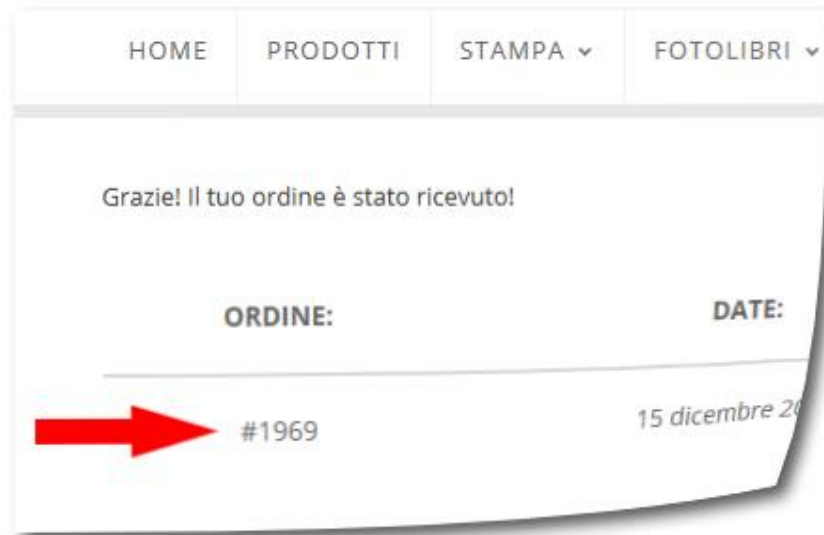 HOME PRODOTTI STAMPA FOTOLIBRI
Grazie! Il tuo ordine è stato ricevuto!
ORDINE: DATE:
#1969 15 dicembre